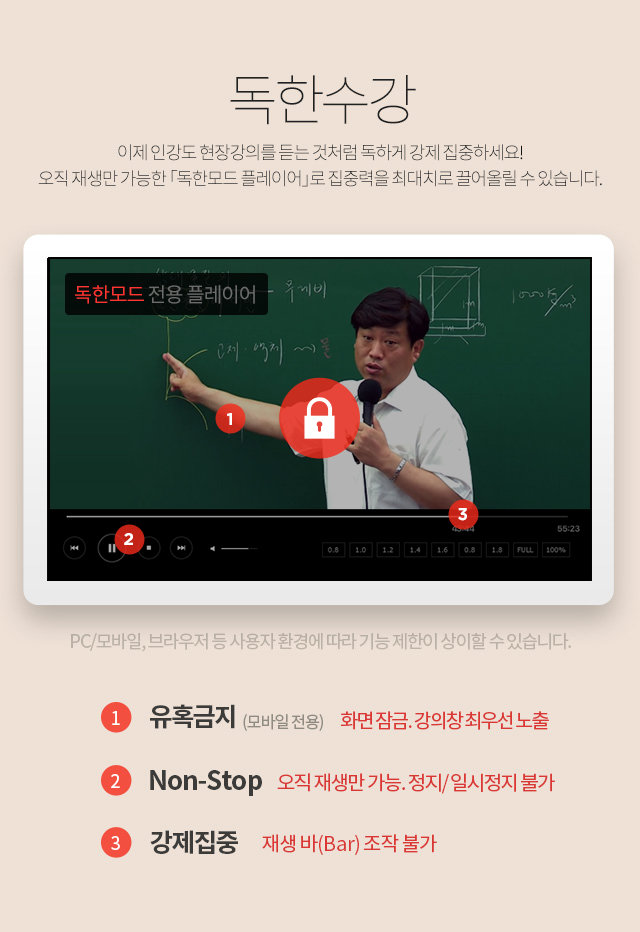 독한수강
이제 인강도 현장강의를 듣는 것처럼 독하게 강제 집중하세요!
오직 재생만 가능한 「독한모드 플레이어」로 집중력을 최대치로 끌어올릴 수 있습니다.
독한모드 전용 플레이어
1m
1m
1m
1
3
55:23
2
0.8 1.0 1.2 1.4 1.6 0.8 1.8 FULL 100%
PC/모바일, 브라우저 등 사용자 환경에 따라 기능 제한이 상이할 수 있습니다.
1 유혹금지 (모바일 전용) 화면 잠금. 강의창 최우선 노출
2 Non-Stop 오직 재생만 가능. 정지/일시정지 불가
3 강제집중 재생 바(Bar) 조작 불가